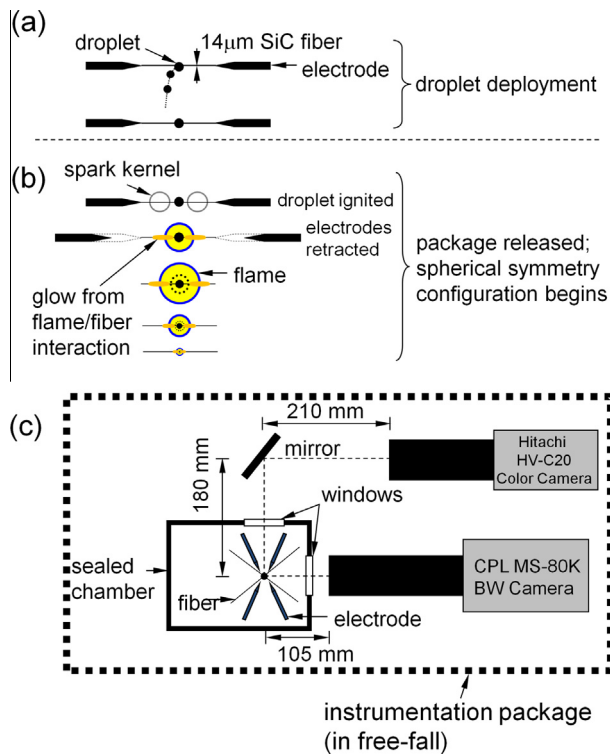 (a)
droplet
14μm SiC fiber
electrode
droplet deployment
(b)
spark kernel
droplet ignited
electrodes
retracted
flame
glow from
flame/fiber
interaction
package released;
spherical symmetry
configuration begins
(c)
210 mm
mirror
Hitachi
HV-C20
Color Camera
180 mm
windows
sealed
chamber
fiber
CPL MS-80K
BW Camera
electrode
105 mm
instrumentation package
(in free-fall)